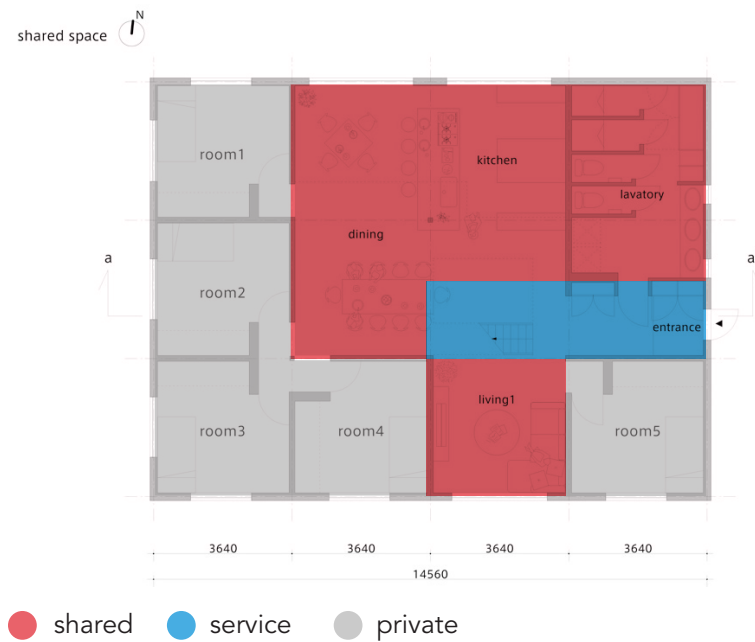 N
shared space
room1
kitchen
lavatory
dining
a
a
room2
entrance
living1
room3
room4
room5
3640
3640
3640
3640
14560
shared
service
private